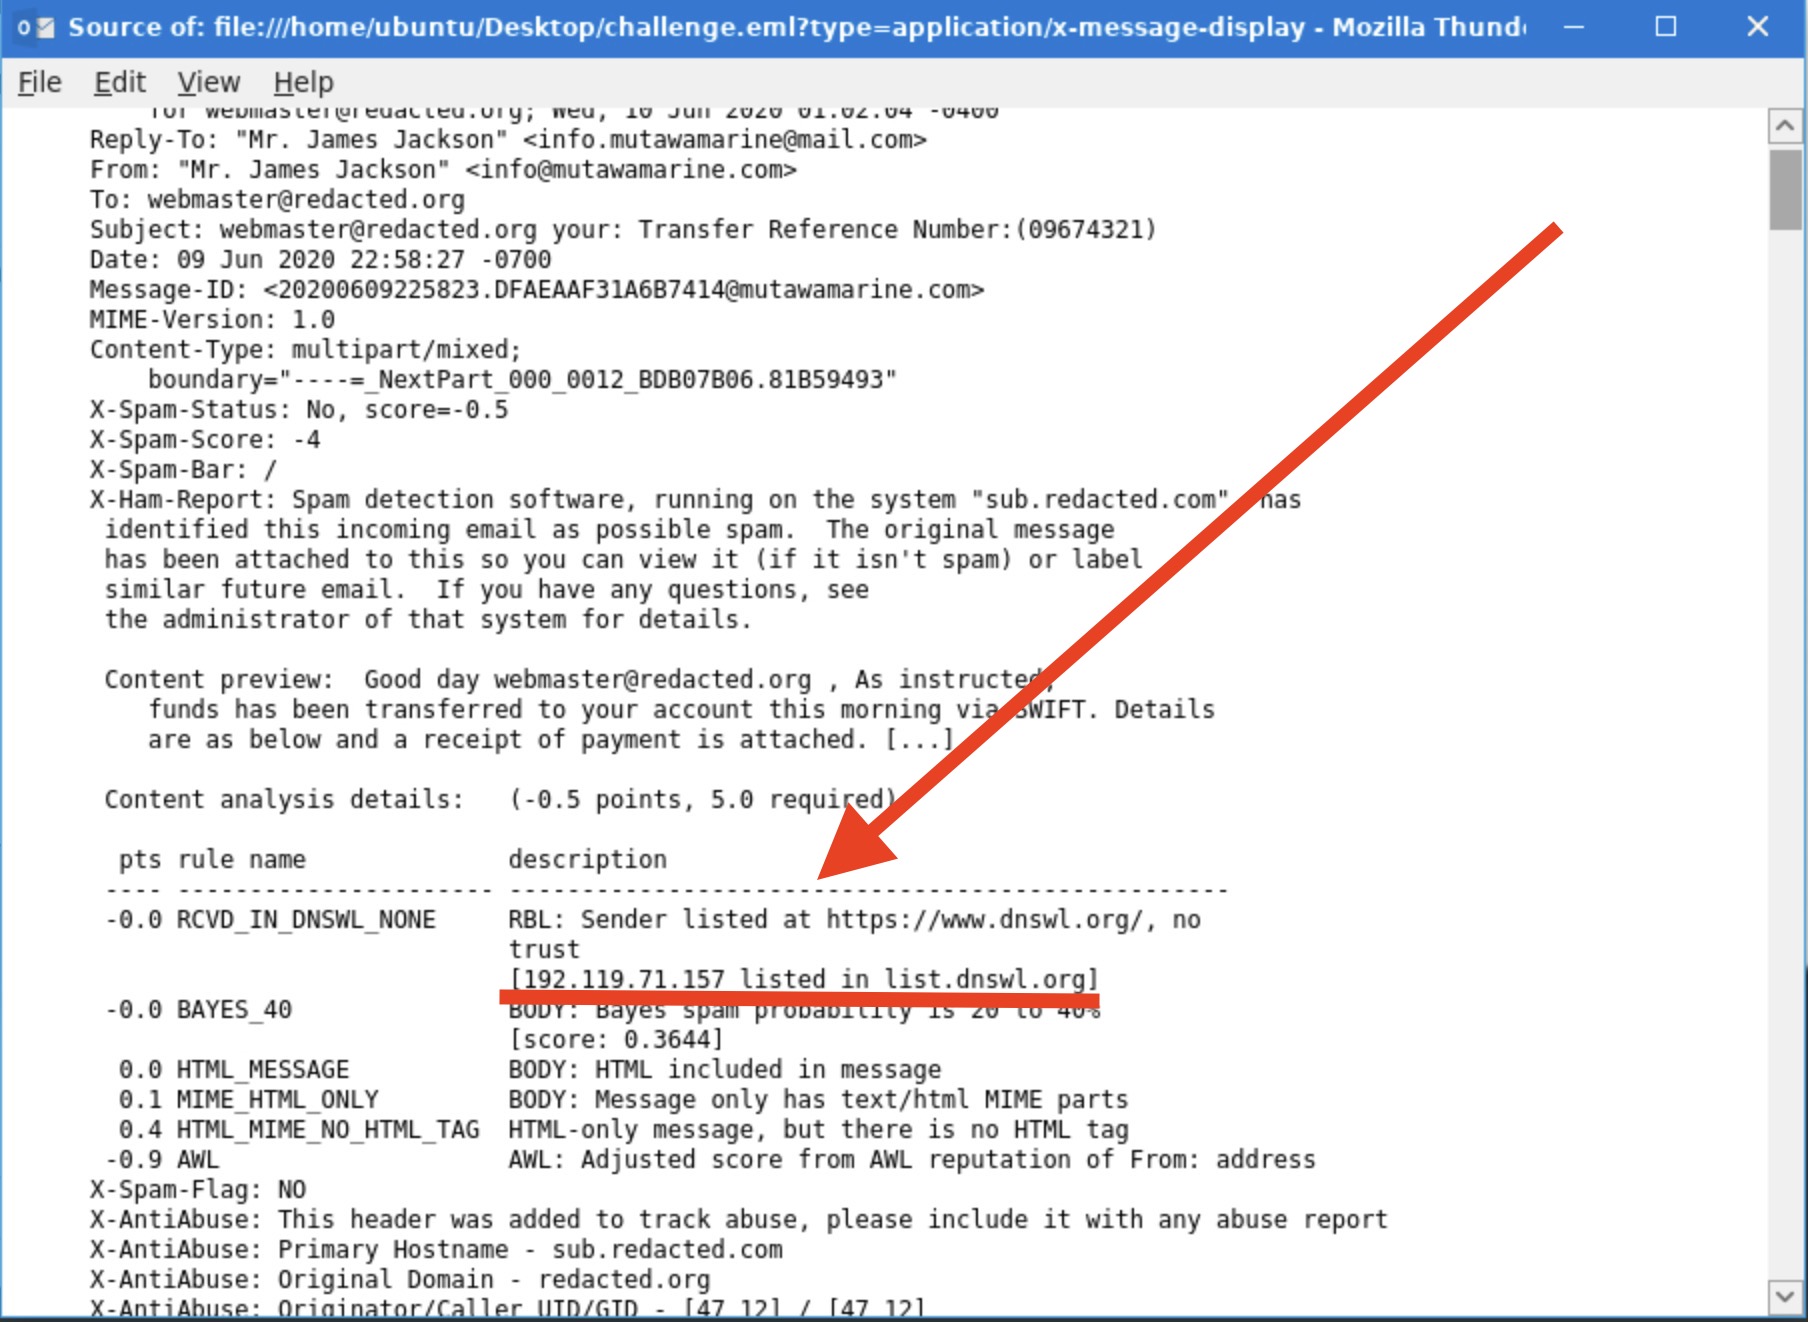 Source of: file:///home/ubuntu/Desktop/challenge.eml?type=application/x-message-display - Mozilla Thund
File Edit View Help
for webmaster@redacted.org; Wed, 10 Jun 2020 01:02:04 -0400
Reply-To: "Mr. James Jackson" <info.mutawamarine@mail.com>
From: "Mr. James Jackson" <info@mutawamarine.com>
To: webmaster@redacted.org
Subject: webmaster@redacted.org your: Transfer Reference Number:(09674321)
Date: 09 Jun 2020 22:58:27 -0700
Message-ID: <20200609225823.DFAEAAF31A6B7414@mutawamarine.com>
MIME-Version: 1.0
Content-Type: multipart/mixed;
boundary="----=_NextPart_000_0012_BDB07B06.81B59493"
X-Spam-Status: No, score=-0.5
X-Spam-Score: -4
X-Spam-Bar: /
X-Ham-Report: Spam detection software, running on the system "sub.redacted.com" has
identified this incoming email as possible spam.  The original message
has been attached to this so you can view it (if it isn't spam) or label
similar future email.  If you have any questions, see
the administrator of that system for details.
Content preview:  Good day webmaster@redacted.org , As instructed,
funds has been transferred to your account this morning via SWIFT. Details
are as below and a receipt of payment is attached. [...]
Content analysis details:   (-0.5 points, 5.0 required)
pts rule name              description
---- ---------------------- --------------------------------------------------
-0.0 RCVD_IN_DNSWL_NONE     RBL: Sender listed at https://www.dnswl.org/, no
trust
[192.119.71.157 listed in list.dnswl.org]
-0.0 BAYES_40               BODY: Bayes spam probability is 20 to 40%
[score: 0.3644]
0.0 HTML_MESSAGE           BODY: HTML included in message
0.1 MIME_HTML_ONLY         BODY: Message only has text/html MIME parts
0.4 HTML_MIME_NO_HTML_TAG  HTML-only message, but there is no HTML tag
-0.9 AWL                    AWL: Adjusted score from AWL reputation of From: address
X-Spam-Flag: NO
X-AntiAbuse: This header was added to track abuse, please include it with any abuse report
X-AntiAbuse: Primary Hostname - sub.redacted.com
X-AntiAbuse: Original Domain - redacted.org
X-AntiAbuse: Originator/Caller UID/GID - [47 12] / [47 12]